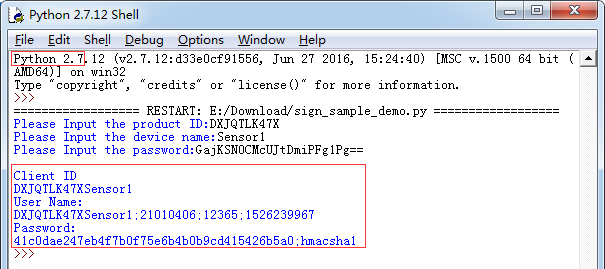 Python 2.7.12 Shell
File Edit Shell Debug Options Window Help
Python 2.7.12 (v2.7.12:d33e0cf91556, Jun 27 2016, 15:24:40) [MSC v.1500 64 bit (
AMD64)] on win32
Type "copyright", "credits" or "license()" for more information.
>>>
================== RESTART: E:/Download/sign_sample_demo.py ==================
Please Input the product ID:DXJQTLK47X
Please Input the device name:Sensor1
Please Input the password:GajKSNOCMcUJtDmiPFg1Pg==
Client ID
DXJQTLK47XSensor1
User Name:
DXJQTLK47XSensor1;21010406;12365;1526239967
Password:
41c0dae247eb4f7b0f75e6b4b0b9cd415426b5a0;hmacsha1
>>>